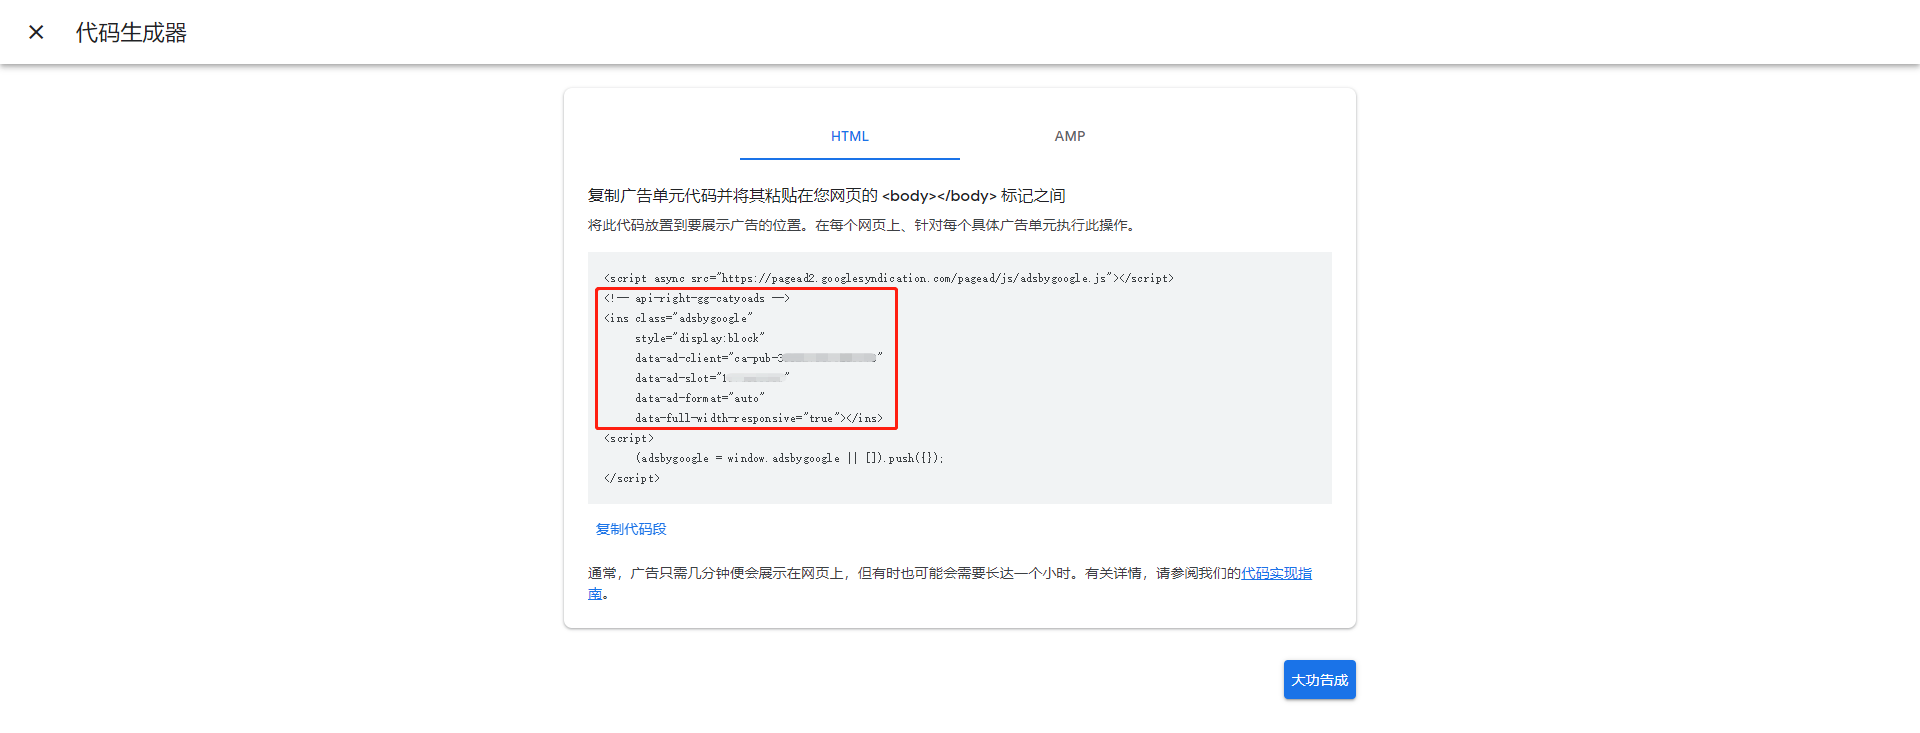 代码生成器
HTML
AMP
复制广告单元代码并将其粘贴在您网页的 <body></body> 标记之间
将此代码放置到要展示广告的位置。在每个网页上、针对每个具体广告单元执行此操作。
<script async src="https://pagead2.googlesyndication.com/pagead/js/adsbygoogle.js"></script>
<!-- api-right-gg-catyoads -->
<ins class="adsbygoogle"
style="display:block"
data-ad-client="ca-pub-3"
data-ad-slot="1"
data-ad-format="auto"
data-full-width-responsive="true"></ins>
<script>
(adsbygoogle = window.adsbygoogle || []).push({});
</script>
复制代码段
通常，广告只需几分钟便会展示在网页上，但有时也可能会需要长达一个小时。有关详情，请参阅我们的代码实现指
南。
大功告成